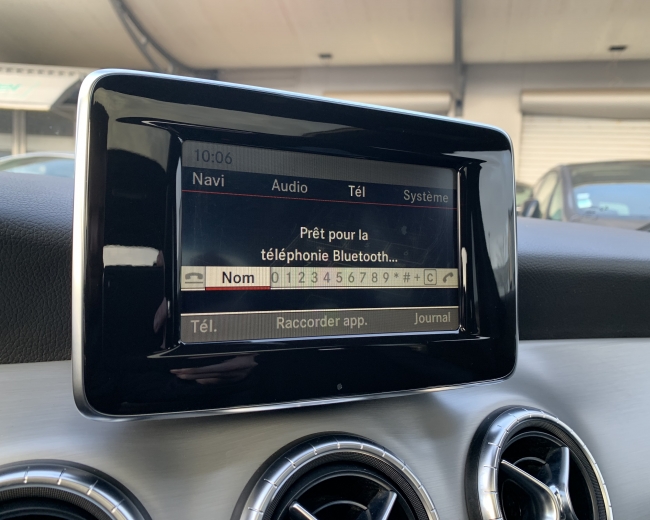 10:06
Navi Audio Tél Système
Prêt pour la
téléphonie Bluetooth...
Nom 0 1 2 3 4 5 6 7 8 9 * # + C
Tél. Raccorder app. Journal